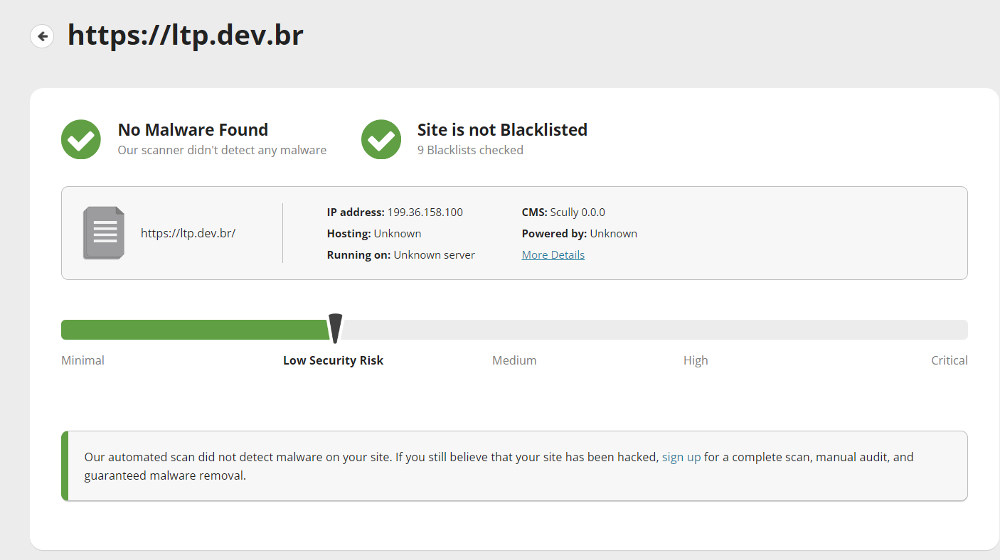 https://ltp.dev.br
No Malware Found
Our scanner didn't detect any malware
Site is not Blacklisted
9 Blacklists checked
https://ltp.dev.br/
IP address: 199.36.158.100
Hosting: Unknown
Running on: Unknown server
CMS: Scully 0.0.0
Powered by: Unknown
More Details
Minimal
Low Security Risk
Medium
High
Critical
Our automated scan did not detect malware on your site. If you still believe that your site has been hacked, sign up for a complete scan, manual audit, and
guaranteed malware removal.